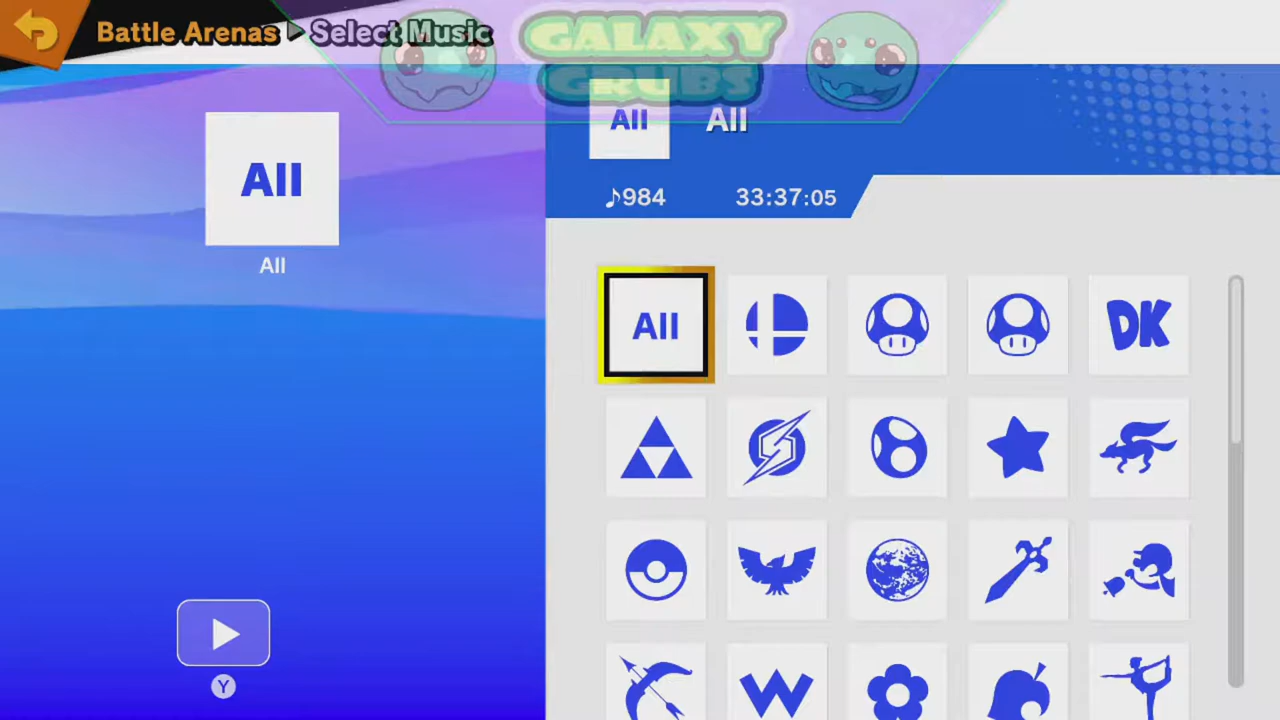 Battle Arenas ▶ Select Music
GALAXY
GRUBS
All
All
All
All
♪984 33:37:05
All
DK
Y